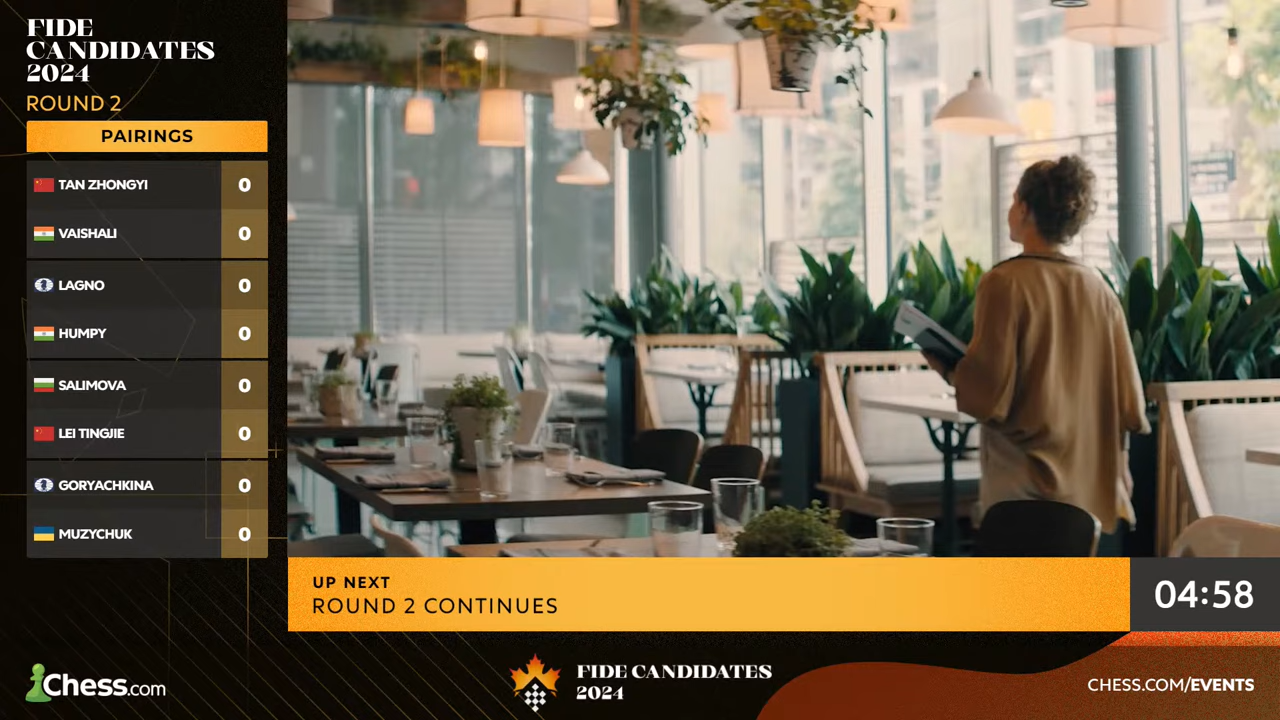 FIDE
CANDIDATES
2024
ROUND 2
PAIRINGS
TAN ZHONGYI 0
VAISHALI 0
LAGNO 0
HUMPY 0
SALIMOVA 0
LEI TINGJIE 0
GORYACHKINA 0
MUZYCHUK 0
UP NEXT
ROUND 2 CONTINUES
04:58
Chess.com
FIDE CANDIDATES
2024
CHESS.COM/EVENTS